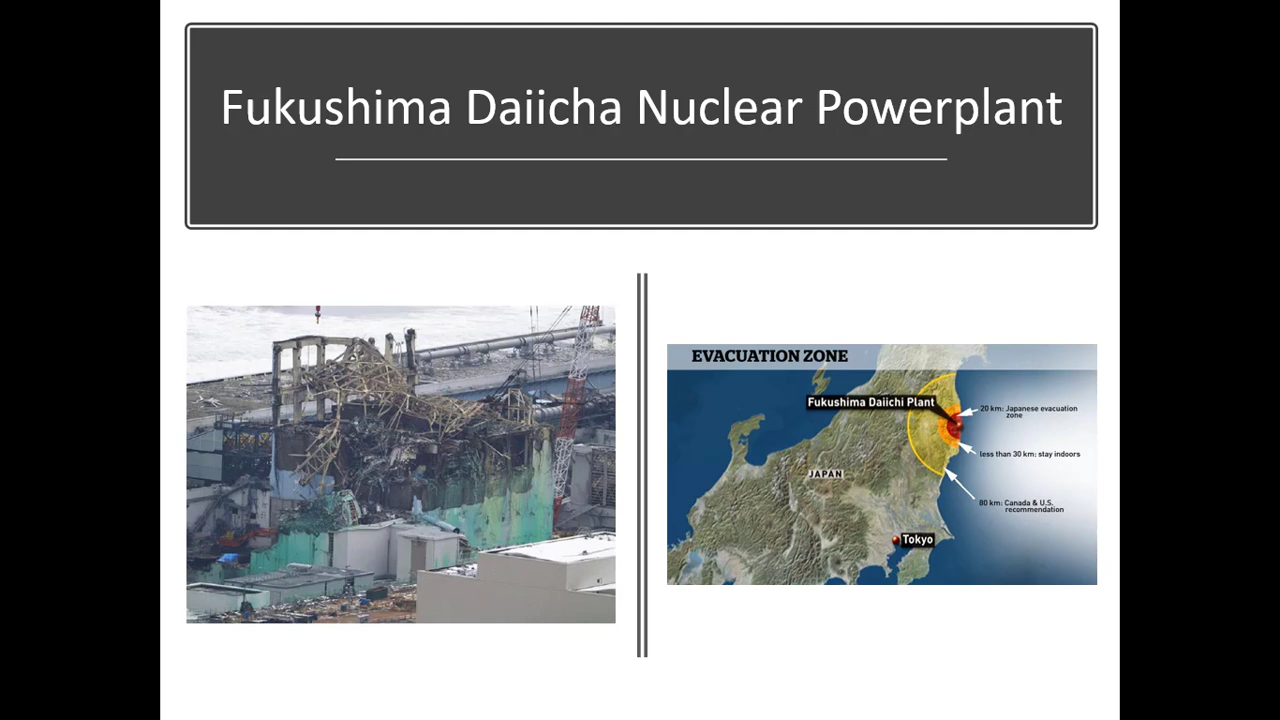 Fukushima Daiicha Nuclear Powerplant
EVACUATION ZONE
Fukushima Daiichi Plant
20 km: Japanese evacuation
zone
less than 30 km: stay indoors
JAPAN
80 km: Canada & U.S.
recommendation
Tokyo